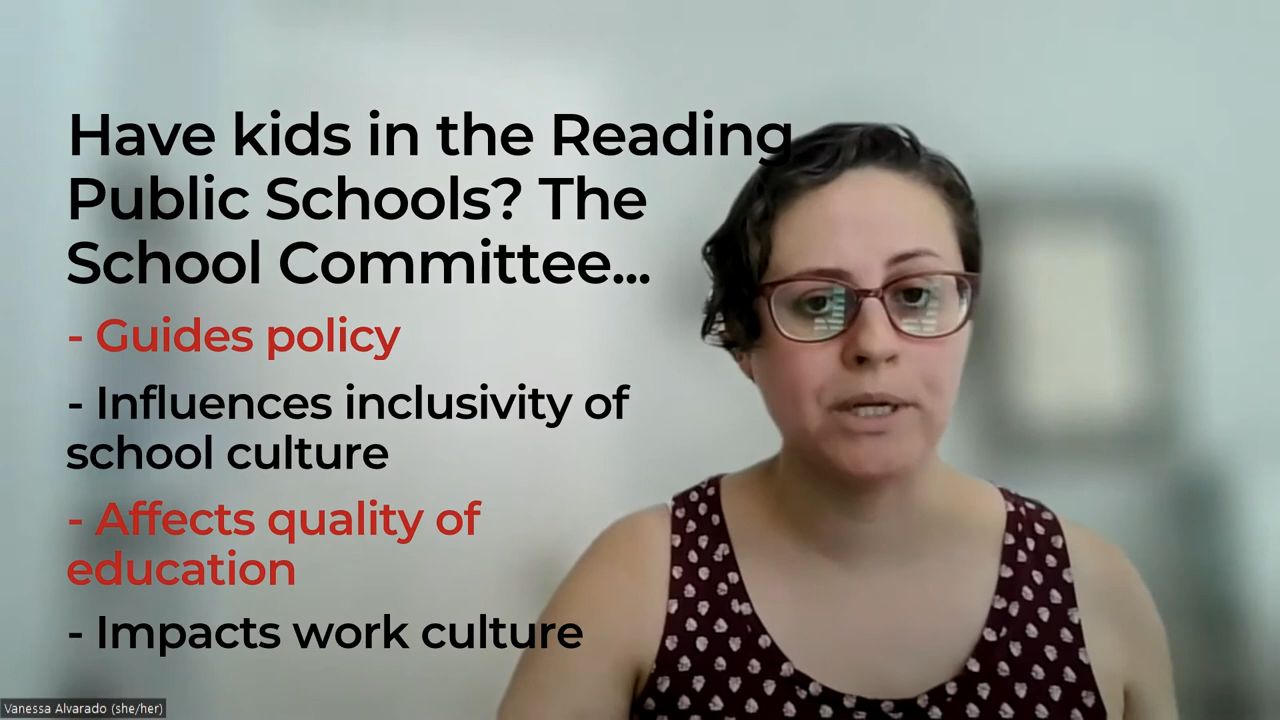 Have kids in the Reading
Public Schools? The
School Committee...
- Guides policy
- Influences inclusivity of
school culture
- Affects quality of
education
- Impacts work culture
Vanessa Alvarado (she/her)